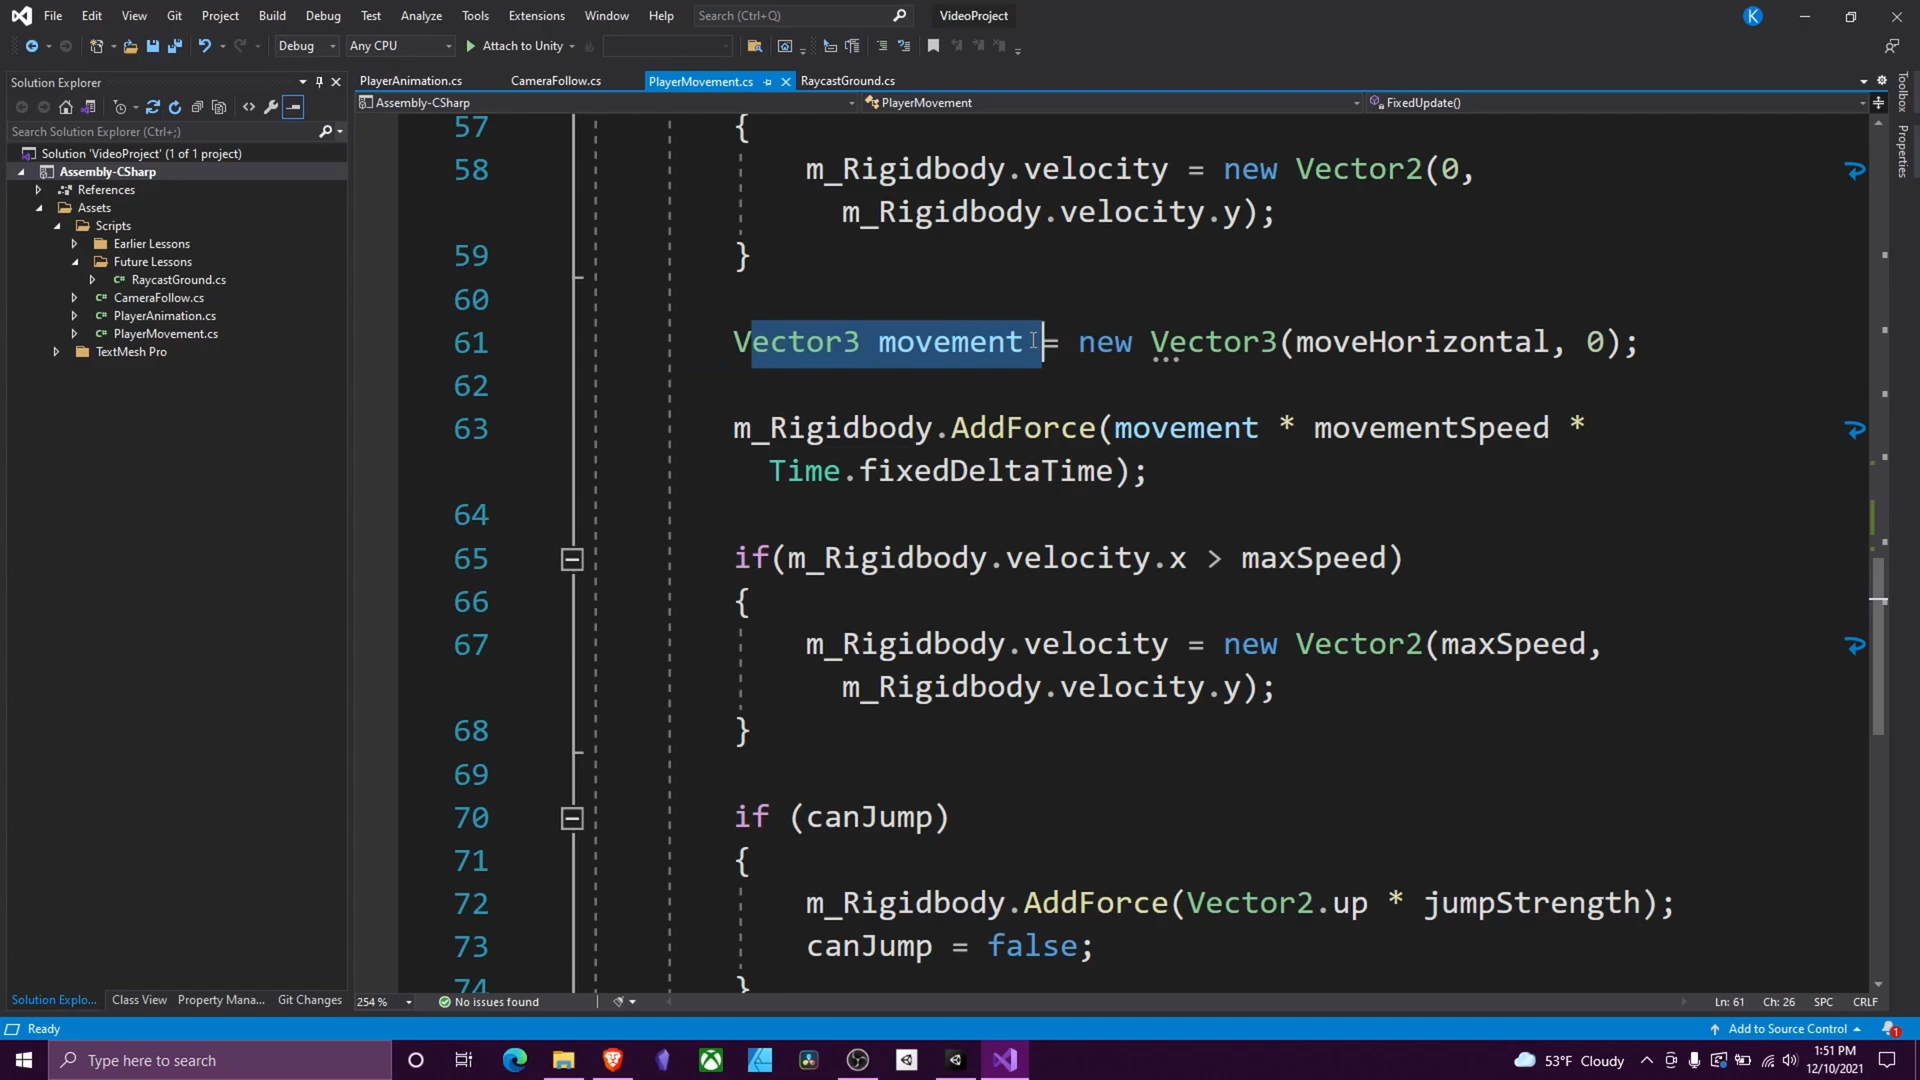 File Edit View Git Project Build Debug Test Analyze Tools Extensions Window Help Search (Ctrl+Q) VideoProject K
Debug Any CPU Attach to Unity
Solution Explorer
Search Solution Explorer (Ctrl+;)
Solution 'VideoProject' (1 of 1 project)
Assembly-CSharp
References
Assets
Scripts
Earlier Lessons
Future Lessons
C# RaycastGround.cs
C# CameraFollow.cs
C# PlayerAnimation.cs
C# PlayerMovement.cs
TextMesh Pro
Solution Explo... Class View Property Mana... Git Changes
PlayerAnimation.cs CameraFollow.cs PlayerMovement.cs RaycastGround.cs
Assembly-CSharp PlayerMovement FixedUpdate()
57 {
58 m_Rigidbody.velocity = new Vector2(0,
m_Rigidbody.velocity.y);
59 }
60
61 Vector3 movement = new Vector3(moveHorizontal, 0);
62
63 m_Rigidbody.AddForce(movement * movementSpeed *
Time.fixedDeltaTime);
64
65 if(m_Rigidbody.velocity.x > maxSpeed)
66 {
67 m_Rigidbody.velocity = new Vector2(maxSpeed,
m_Rigidbody.velocity.y);
68 }
69
70 if (canJump)
71 {
72 m_Rigidbody.AddForce(Vector2.up * jumpStrength);
73 canJump = false;
74 }
254 % No issues found Ln: 61 Ch: 26 SPC CRLF
Toolbox
Properties
Ready Add to Source Control 1
Type here to search 53°F Cloudy 1:51 PM
12/10/2021